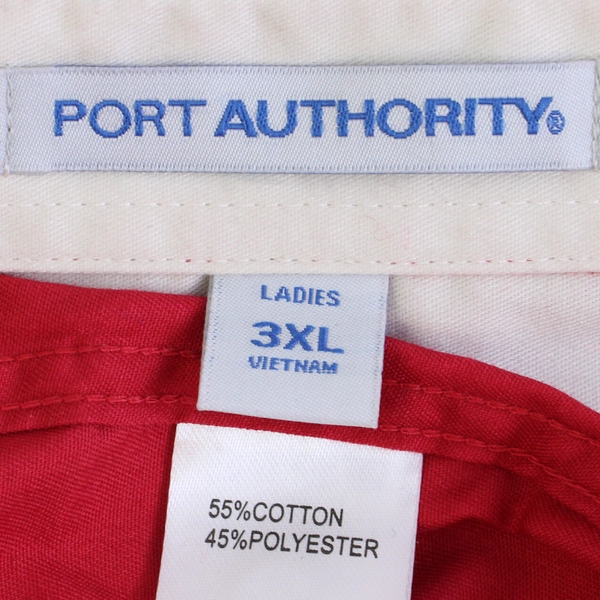 PORT AUTHORITY®
LADIES
3XL
VIETNAM
55%COTTON
45%POLYESTER